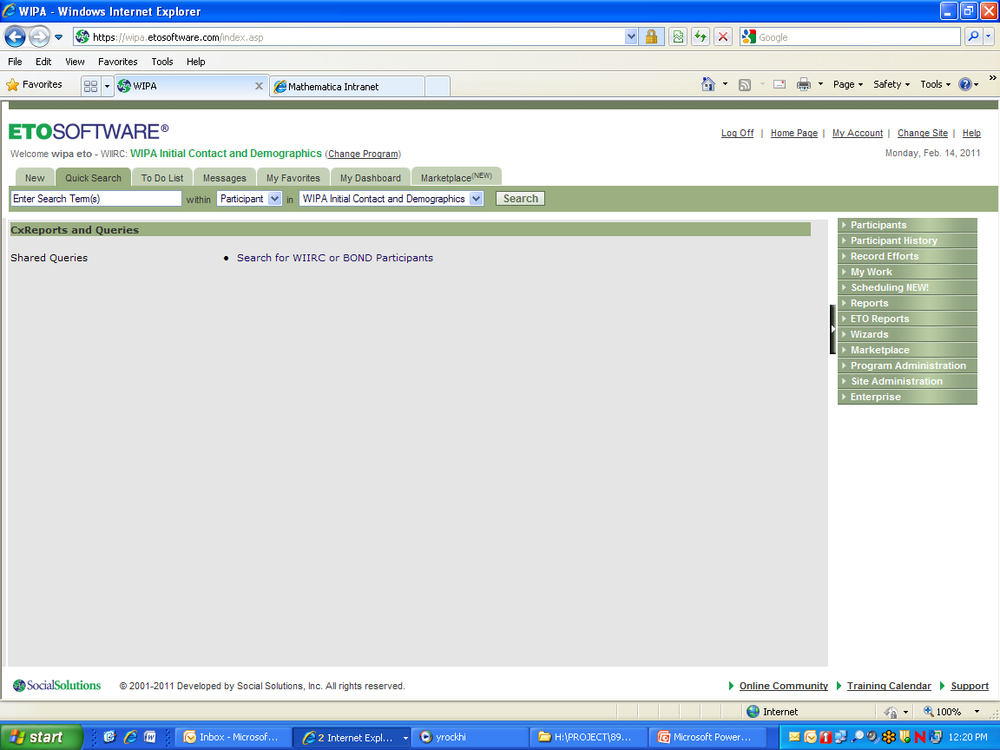 WIPA - Windows Internet Explorer
https://wipa.etosoftware.com/index.asp
Google
File Edit View Favorites Tools Help
Favorites
WIPA
Mathematica Intranet
Page Safety Tools
ETOSOFTWARE®
Log Off | Home Page | My Account | Change Site | Help
Welcome wipa eto - WIIRC: WIPA Initial Contact and Demographics (Change Program)
Monday, Feb. 14, 2011
New Quick Search To Do List Messages My Favorites My Dashboard Marketplace(NEW)
Enter Search Term(s) within Participant in WIPA Initial Contact and Demographics Search
CxReports and Queries
Shared Queries
• Search for WIIRC or BOND Participants
Participants
Participant History
Record Efforts
My Work
Scheduling NEW!
Reports
ETO Reports
Wizards
Marketplace
Program Administration
Site Administration
Enterprise
SocialSolutions
© 2001-2011 Developed by Social Solutions, Inc. All rights reserved.
Online Community Training Calendar Support
Internet
100%
start
Inbox - Microsof...
2 Internet Expl...
yrockhi
H:\PROJECT\89...
Microsoft Power...
12:20 PM